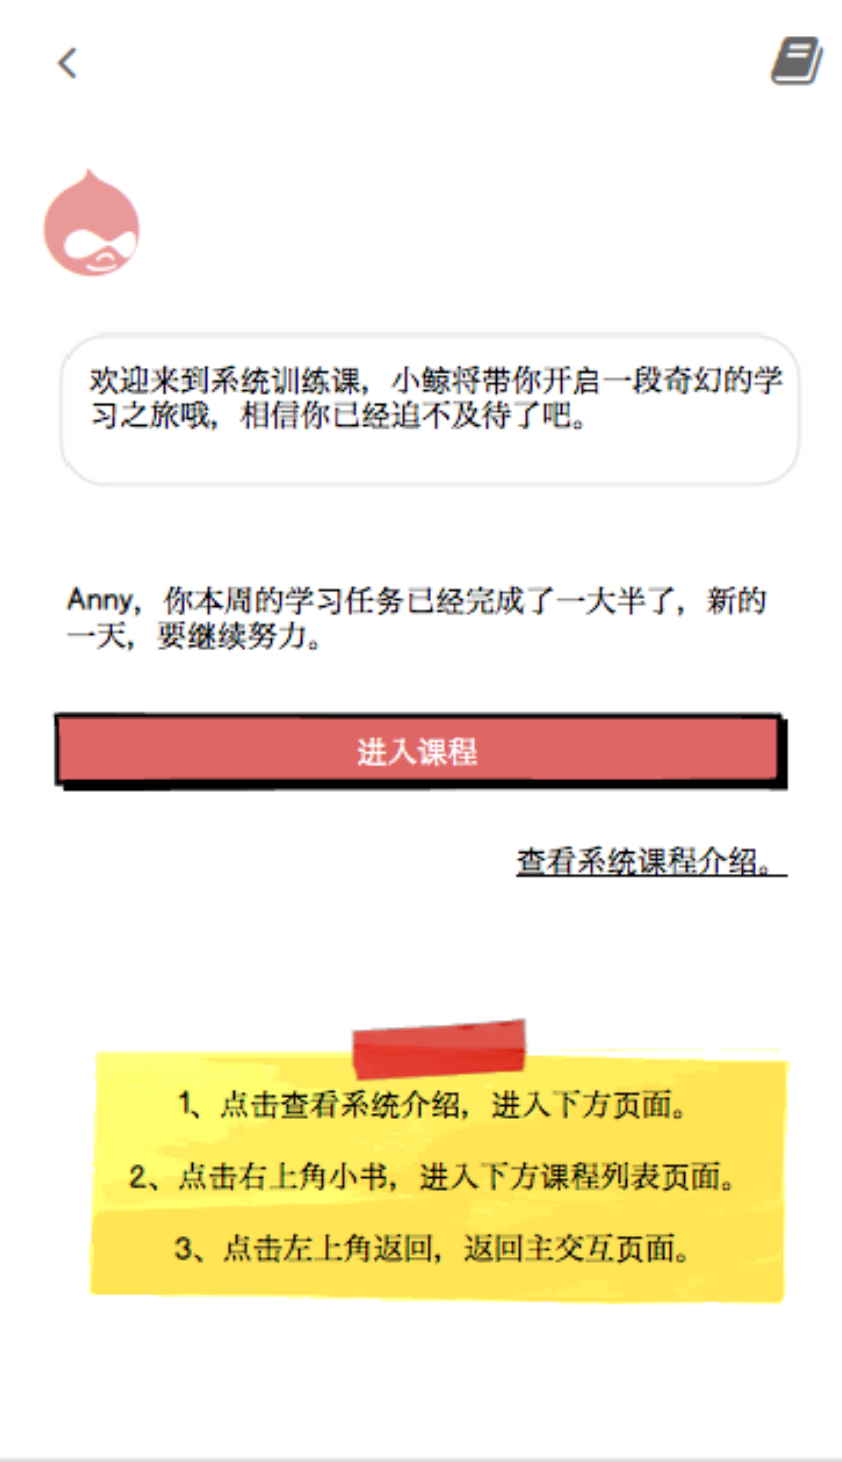 欢迎来到系统训练课，小鲸将带你开启一段奇幻的学
习之旅哦，相信你已经迫不及待了吧。
Anny，你本周的学习任务已经完成了一大半了，新的
一天，要继续努力。
进入课程
查看系统课程介绍。
1、点击查看系统介绍，进入下方页面。
2、点击右上角小书，进入下方课程列表页面。
3、点击左上角返回，返回主交互页面。